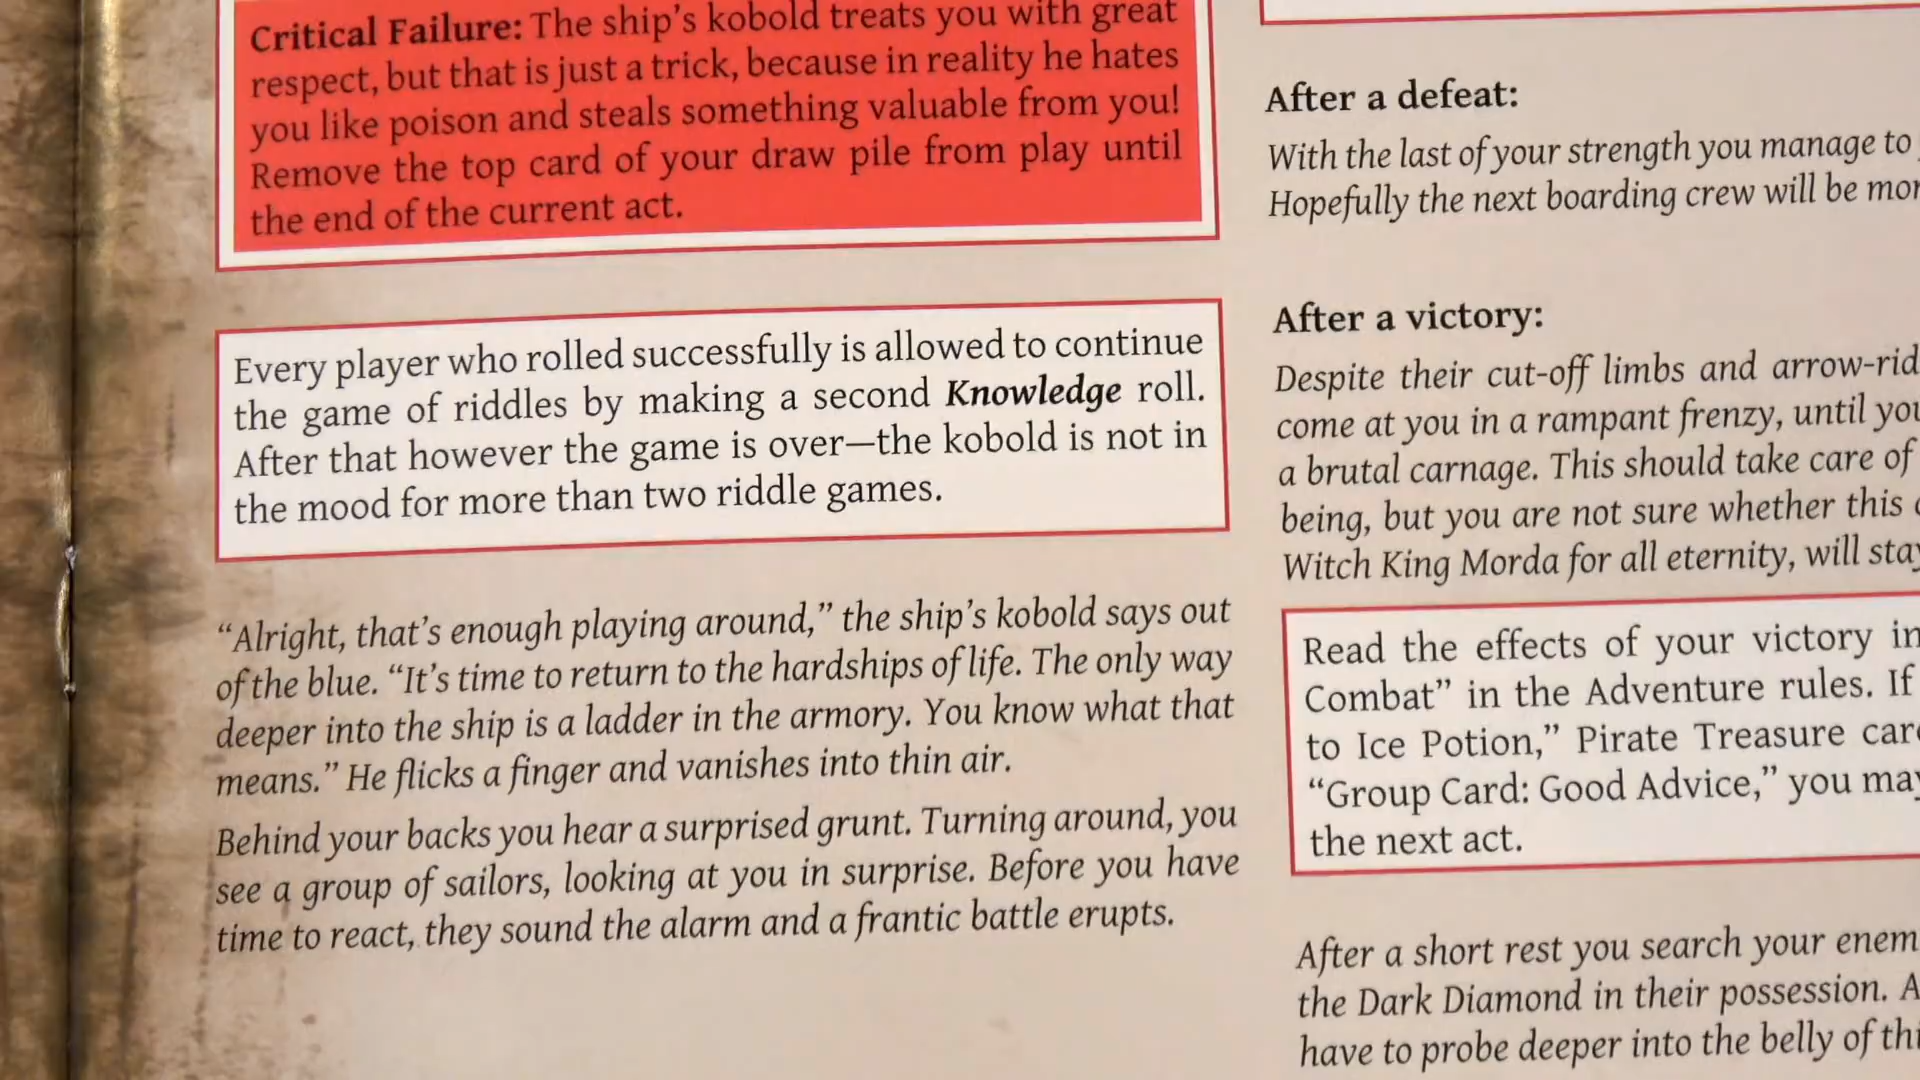 Critical Failure: The ship's kobold treats you with great
respect, but that is just a trick, because in reality he hates
you like poison and steals something valuable from you!
Remove the top card of your draw pile from play until
the end of the current act.
Every player who rolled successfully is allowed to continue
the game of riddles by making a second Knowledge roll.
After that however the game is over—the kobold is not in
the mood for more than two riddle games.
“Alright, that's enough playing around,” the ship's kobold says out
of the blue. “It's time to return to the hardships of life. The only way
deeper into the ship is a ladder in the armory. You know what that
means.” He flicks a finger and vanishes into thin air.
Behind your backs you hear a surprised grunt. Turning around, you
see a group of sailors, looking at you in surprise. Before you have
time to react, they sound the alarm and a frantic battle erupts.
After a defeat:
With the last of your strength you manage to
Hopefully the next boarding crew will be
After a victory:
Despite their cut-off limbs and
come at you in a rampant frenzy, until
a brutal carnage. This should take care of
being, but you are not sure whether this
Witch King Morda for all eternity, will
Read the effects of your victory in
Combat” in the Adventure rules. If
to Ice Potion,” Pirate Treasure
“Group Card: Good Advice,” you may
the next act.
After a short rest you search your
the Dark Diamond in their possession.
have to probe deeper into the belly of